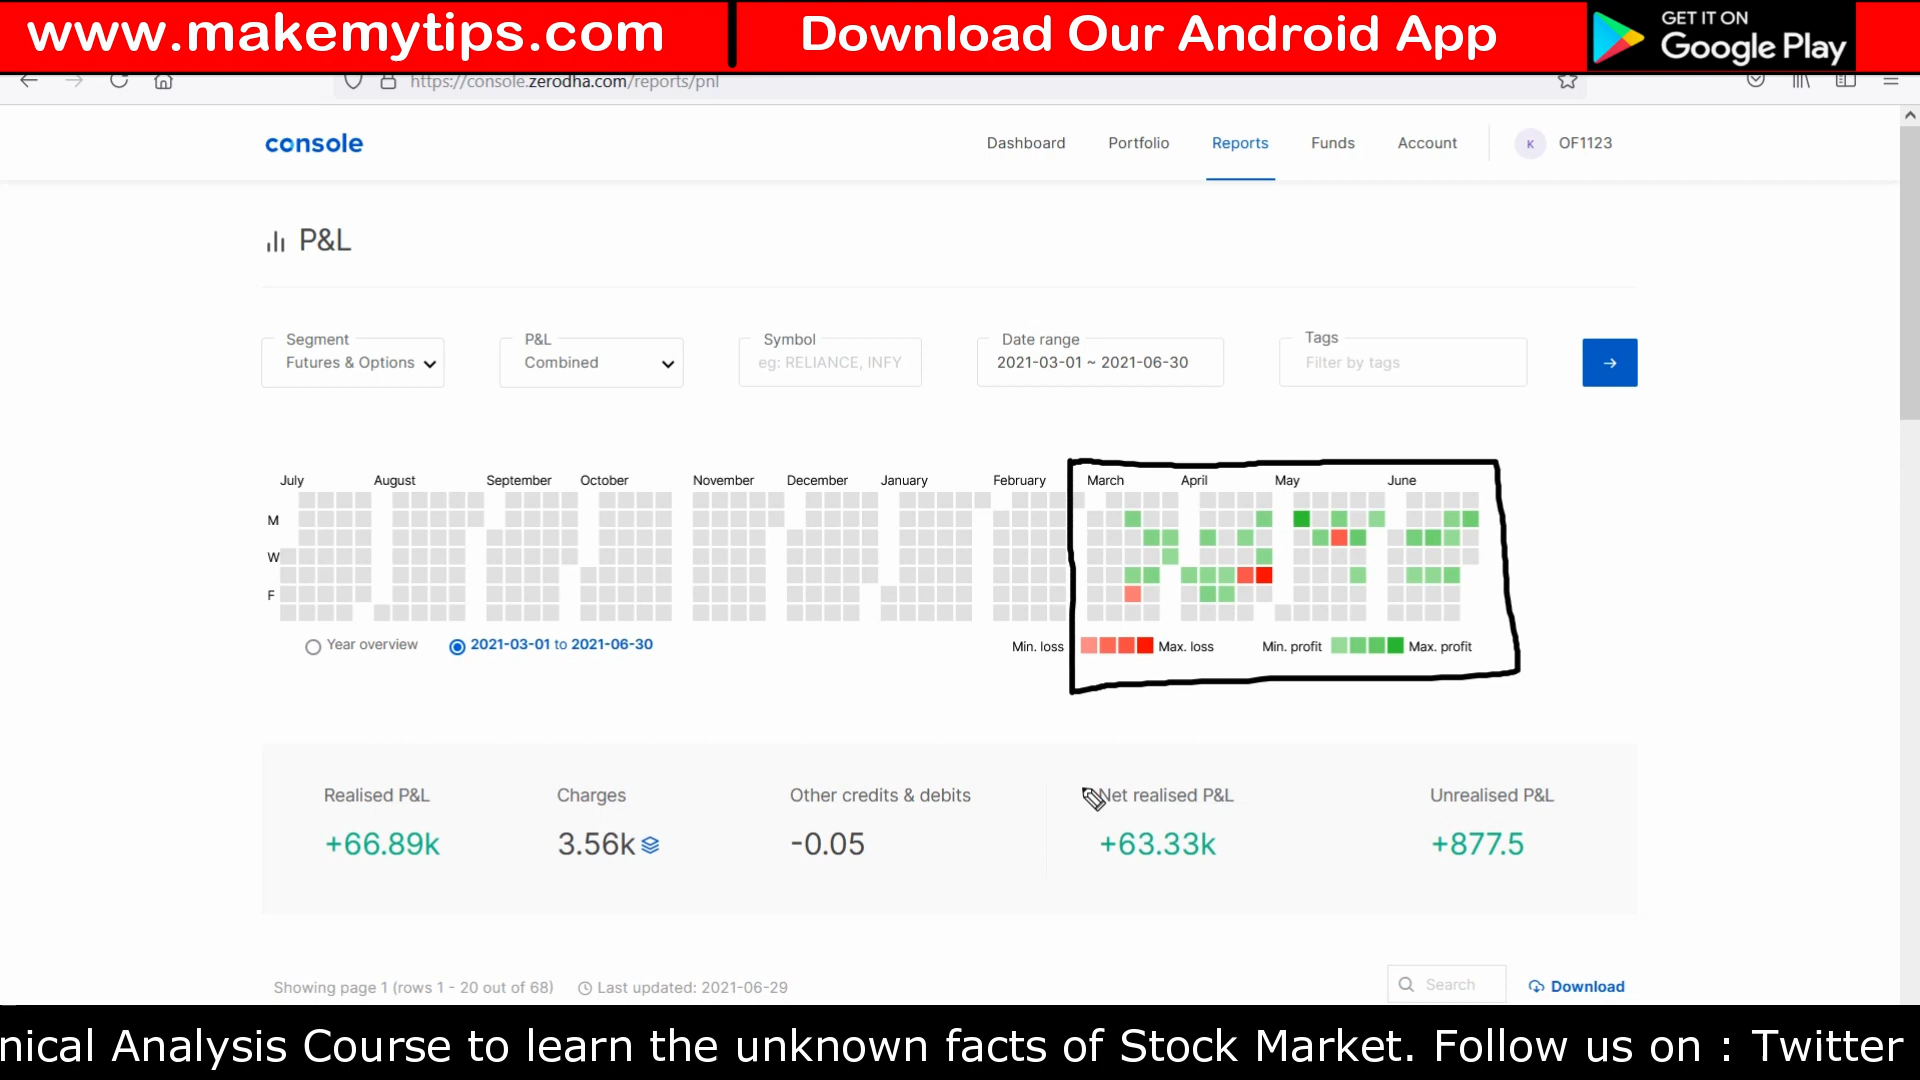 www.makemytips.com
Download Our Android App
GET IT ON
Google Play
https://console.zerodha.com/reports/pnl
console
Dashboard Portfolio Reports Funds Account K OF1123
P&L
Segment P&L Symbol Date range Tags
Futures & Options Combined eg: RELIANCE, INFY 2021-03-01 ~ 2021-06-30 Filter by tags
July August September October November December January February March April May June
M
W
F
Year overview 2021-03-01 to 2021-06-30
Min. loss Max. loss Min. profit Max. profit
Realised P&L Charges Other credits & debits Net realised P&L Unrealised P&L
+66.89k 3.56k -0.05 +63.33k +877.5
Showing page 1 (rows 1 - 20 out of 68) Last updated: 2021-06-29 Search Download
nical Analysis Course to learn the unknown facts of Stock Market. Follow us on : Twitter